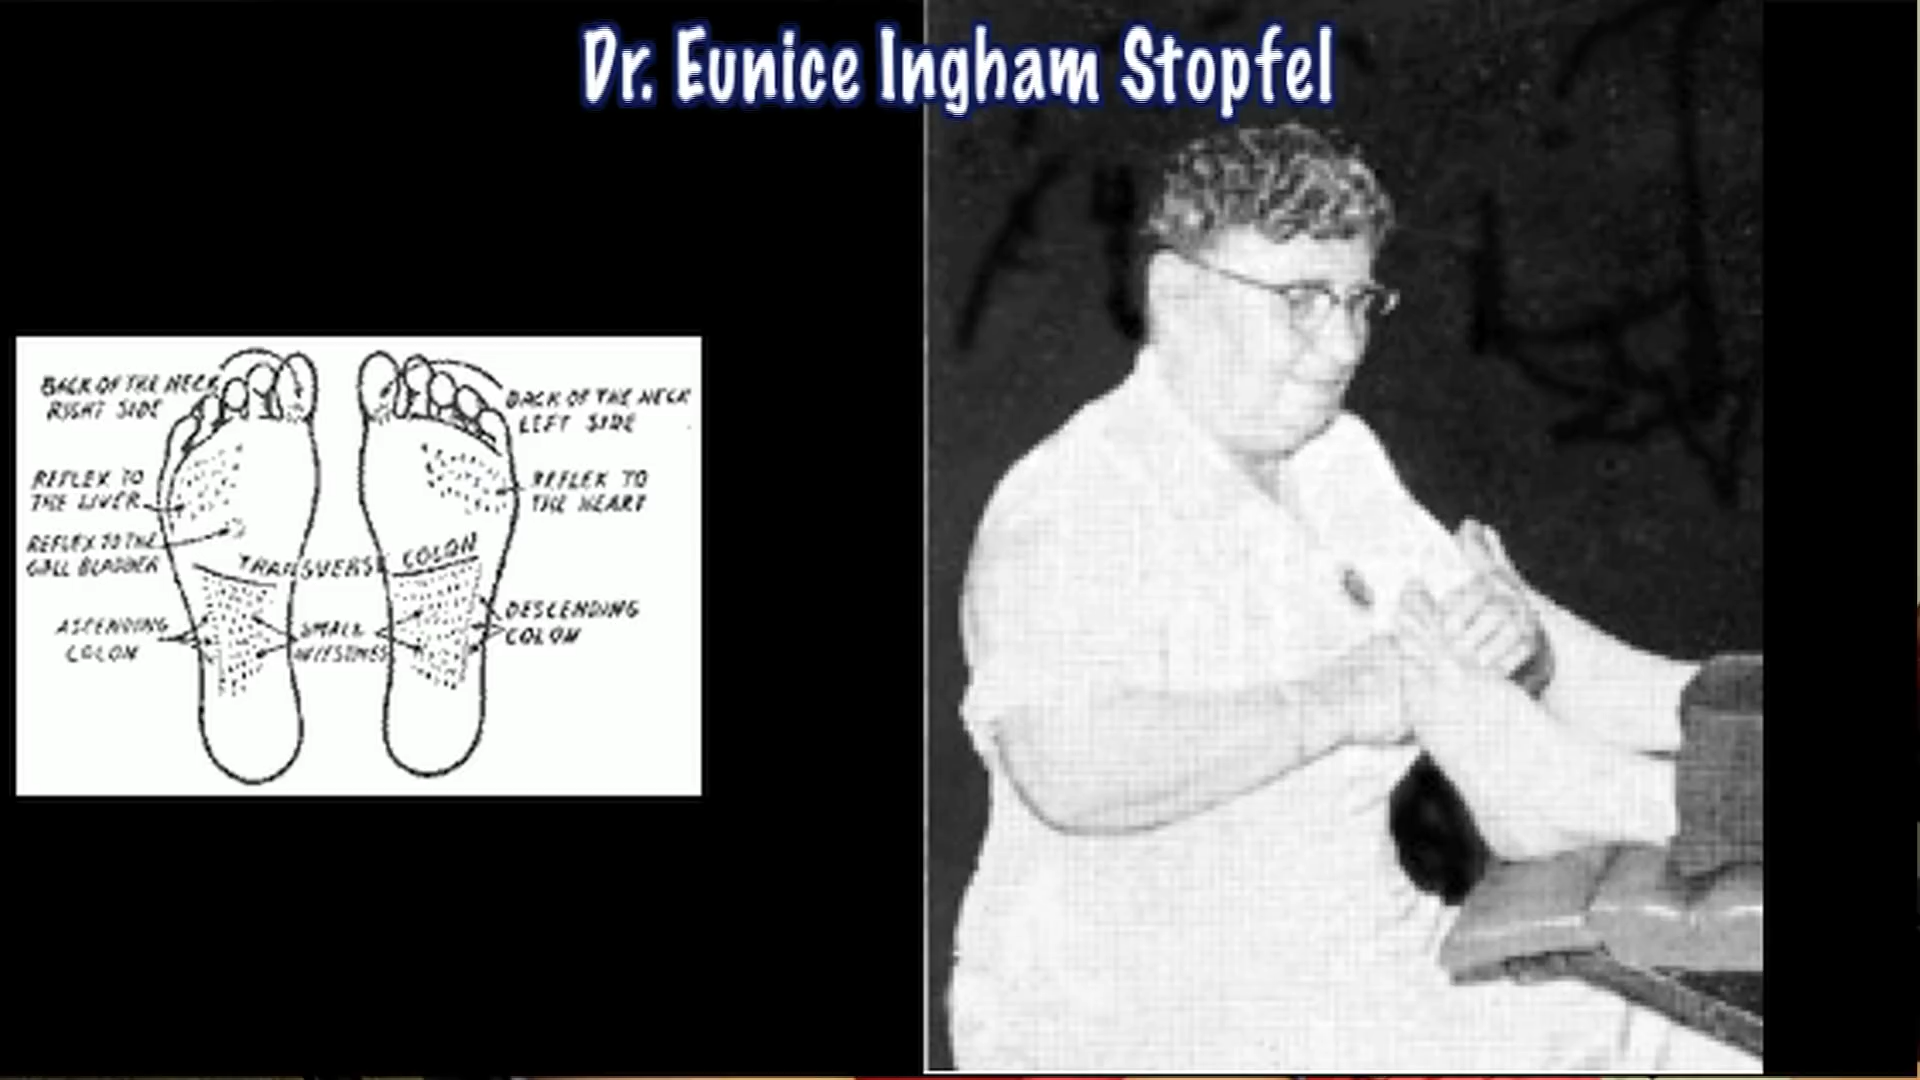 Dr. Eunice Ingham Stopfel
BACK OF THE NECK
RIGHT SIDE
BACK OF THE NECK
LEFT SIDE
REFLEX TO
THE LIVER
REFLEX TO
THE HEART
REFLEX TO THE
GALL BLADDER
TRANSVERSE COLON
ASCENDING
COLON
SMALL
INTESTINES
DESCENDING
COLON